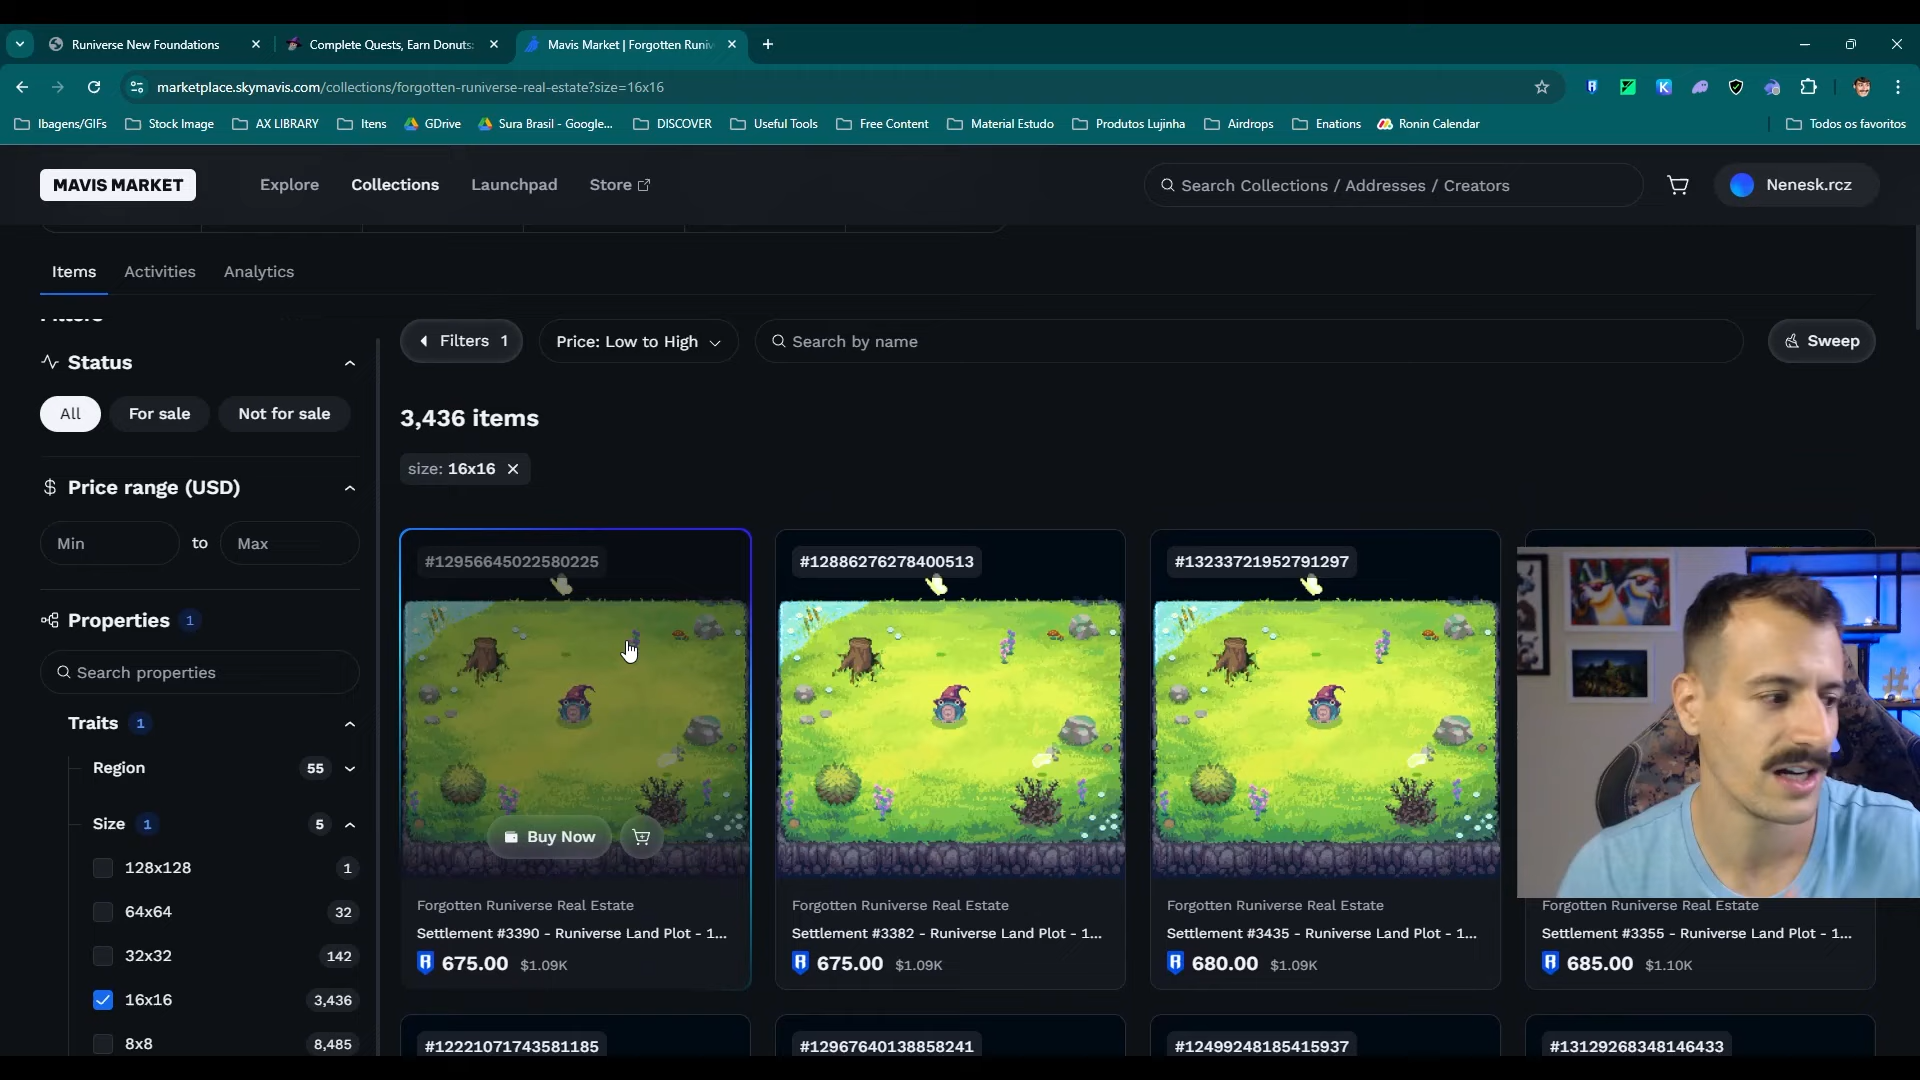 Runiverse New Foundations
Complete Quests, Earn Donuts:
Mavis Market | Forgotten Runiv
marketplace.skymavis.com/collections/forgotten-runiverse-real-estate?size=16x16
Ibagens/GIFs
Stock Image
AX LIBRARY
Itens
GDrive
Sura Brasil - Google...
DISCOVER
Useful Tools
Free Content
Material Estudo
Produtos Lujinha
Airdrops
Enations
Ronin Calendar
Todos os favoritos
MAVIS MARKET
Explore
Collections
Launchpad
Store
Search Collections / Addresses / Creators
Nenesk.rcz
Items
Activities
Analytics
Filters
Status
All
For sale
Not for sale
Price range (USD)
Min
to
Max
Properties 1
Search properties
Traits 1
Region 55
Size 1 5
128x128 1
64x64 32
32x32 142
16x16 3,436
8x8 8,485
Filters 1
Price: Low to High
Search by name
Sweep
3,436 items
size: 16x16
#12956645022580225
Buy Now
Forgotten Runiverse Real Estate
Settlement #3390 - Runiverse Land Plot - 1...
675.00 $1.09K
#12886276278400513
Forgotten Runiverse Real Estate
Settlement #3382 - Runiverse Land Plot - 1...
675.00 $1.09K
#13233721952791297
Forgotten Runiverse Real Estate
Settlement #3435 - Runiverse Land Plot - 1...
680.00 $1.09K
Forgotten Runiverse Real Estate
Settlement #3355 - Runiverse Land Plot - 1...
685.00 $1.10K
#12221071743581185
#12967640138858241
#12499248185415937
#13129268348146433